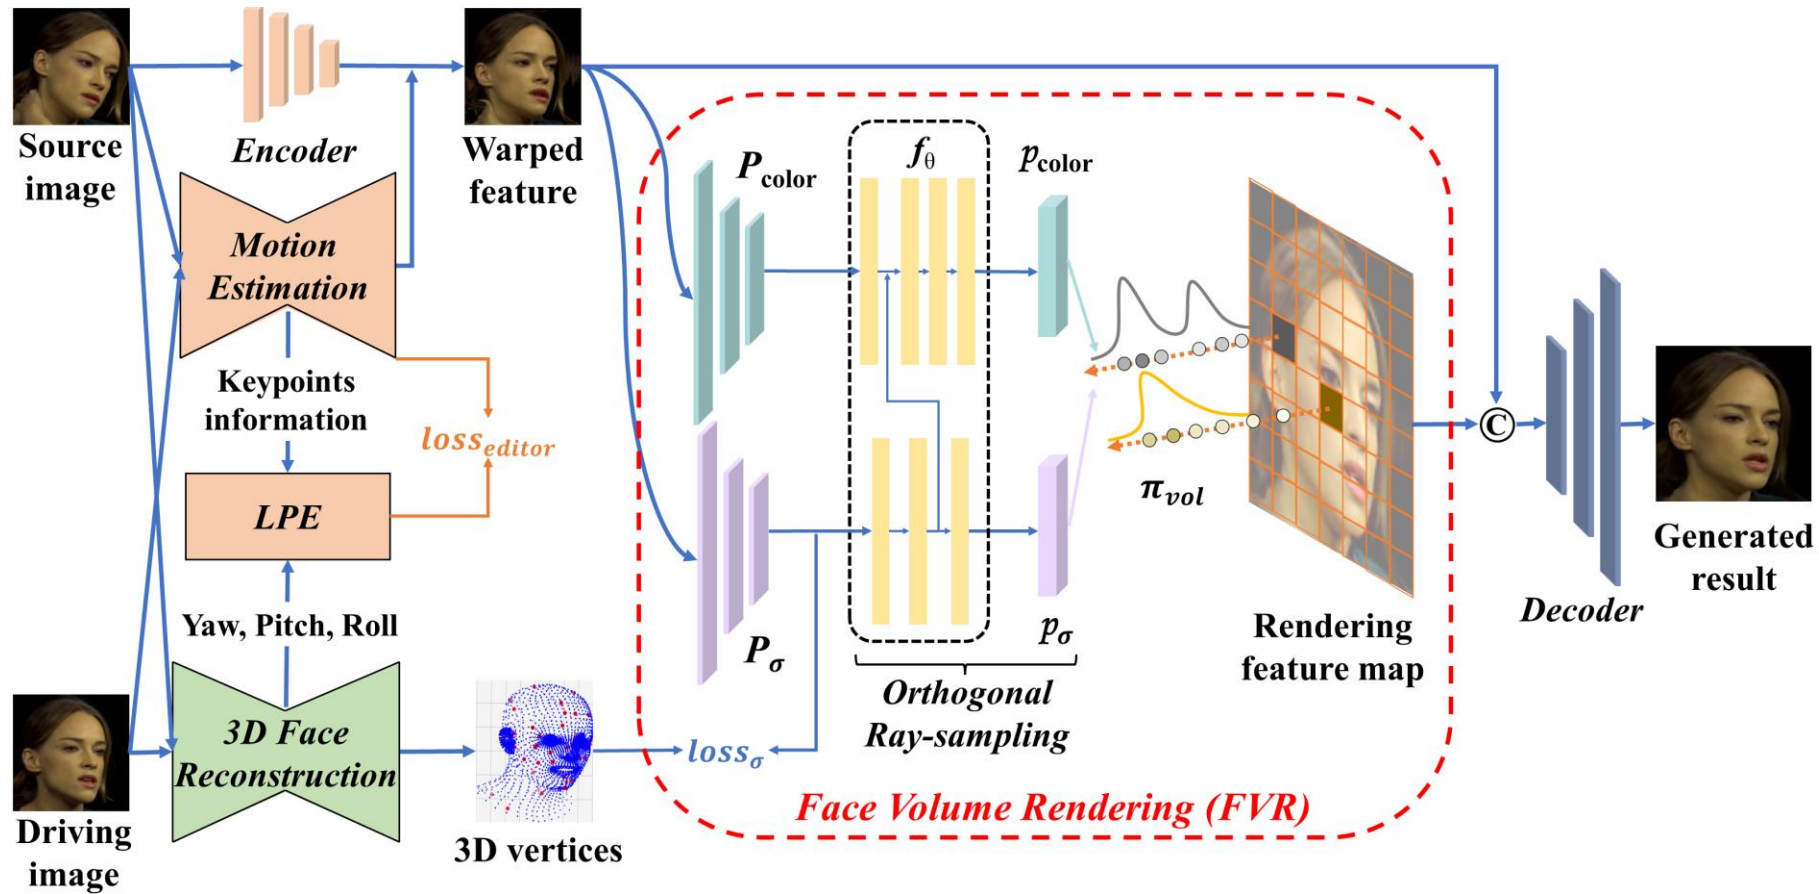 Source
image
Encoder
Warped
feature
Motion
Estimation
Keypoints
information
loss_editor
LPE
Yaw, Pitch, Roll
3D Face
Reconstruction
Driving
image
3D vertices
loss_σ
P_color
P_σ
f_θ
p_color
p_σ
Orthogonal
Ray-sampling
π_vol
Rendering
feature map
Face Volume Rendering (FVR)
C
Decoder
Generated
result